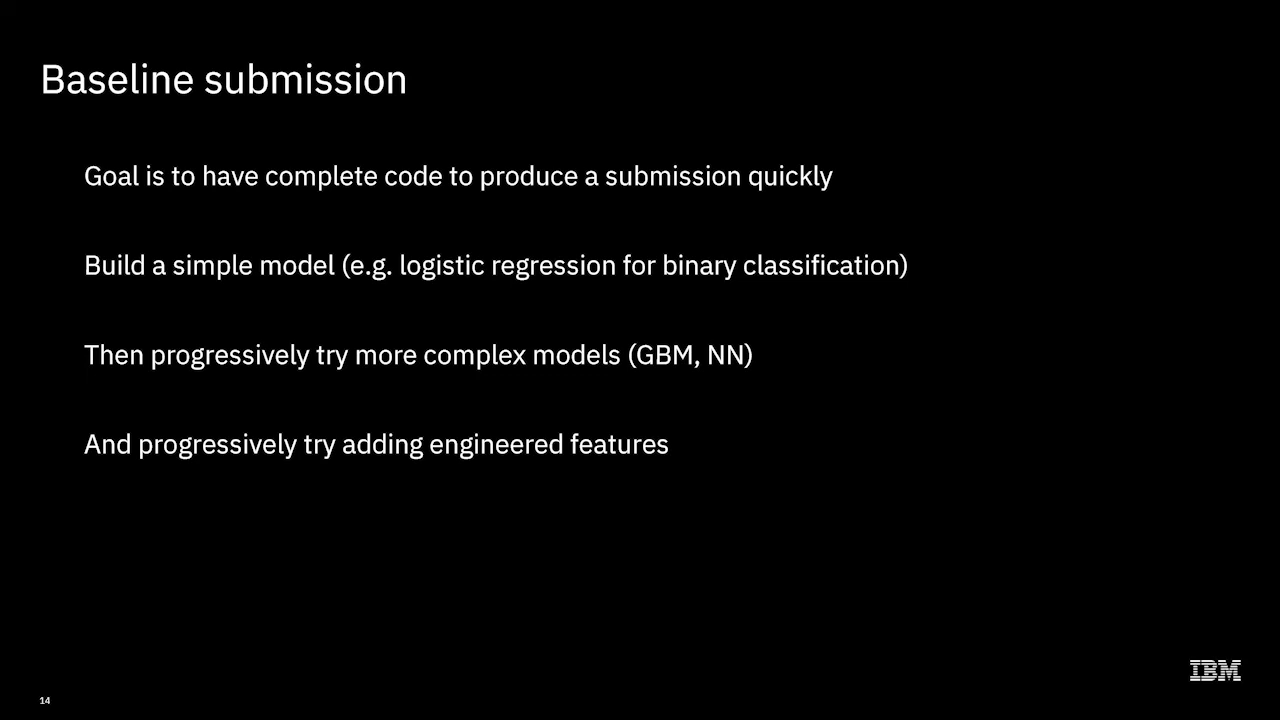 Baseline submission
Goal is to have complete code to produce a submission quickly
Build a simple model (e.g. logistic regression for binary classification)
Then progressively try more complex models (GBM, NN)
And progressively try adding engineered features
IBM
14